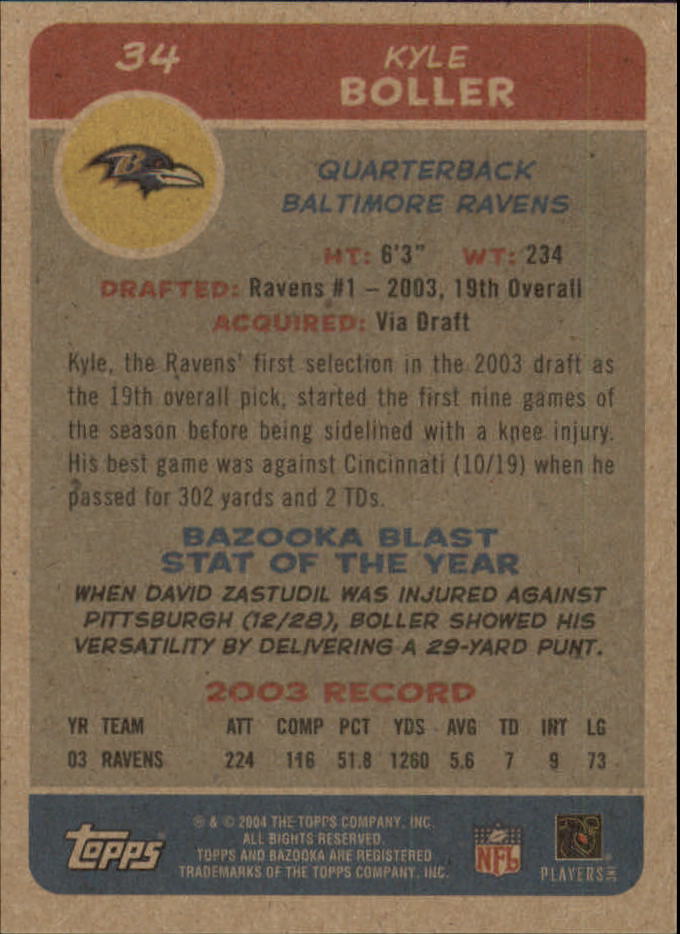 34
KYLE
BOLLER
B
QUARTERBACK
BALTIMORE RAVENS
HT: 6'3" WT: 234
DRAFTED: Ravens #1 – 2003, 19th Overall
ACQUIRED: Via Draft
Kyle, the Ravens' first selection in the 2003 draft as
the 19th overall pick, started the first nine games of
the season before being sidelined with a knee injury.
His best game was against Cincinnati (10/19) when he
passed for 302 yards and 2 TDs.
BAZOOKA BLAST
STAT OF THE YEAR
WHEN DAVID ZASTUDIL WAS INJURED AGAINST
PITTSBURGH (12/28), BOLLER SHOWED HIS
VERSATILITY BY DELIVERING A 29-YARD PUNT.
2003 RECORD
YR TEAM ATT COMP PCT YDS AVG TD INT LG
03 RAVENS 224 116 51.8 1260 5.6 7 9 73
topps
® & © 2004 THE TOPPS COMPANY, INC.
ALL RIGHTS RESERVED.
TOPPS AND BAZOOKA ARE REGISTERED
TRADEMARKS OF THE TOPPS COMPANY, INC.
NFL
PLAYERS INC